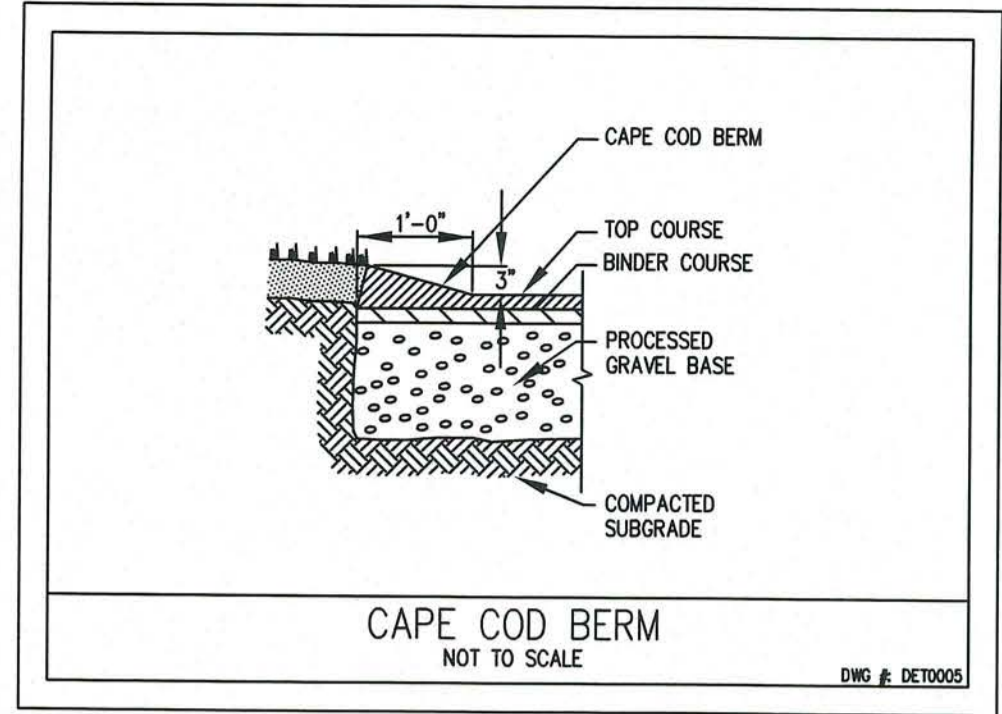 CAPE COD BERM
1'-0"
TOP COURSE
BINDER COURSE
3"
PROCESSED
GRAVEL BASE
COMPACTED
SUBGRADE
CAPE COD BERM
NOT TO SCALE
DWG #: DET0005